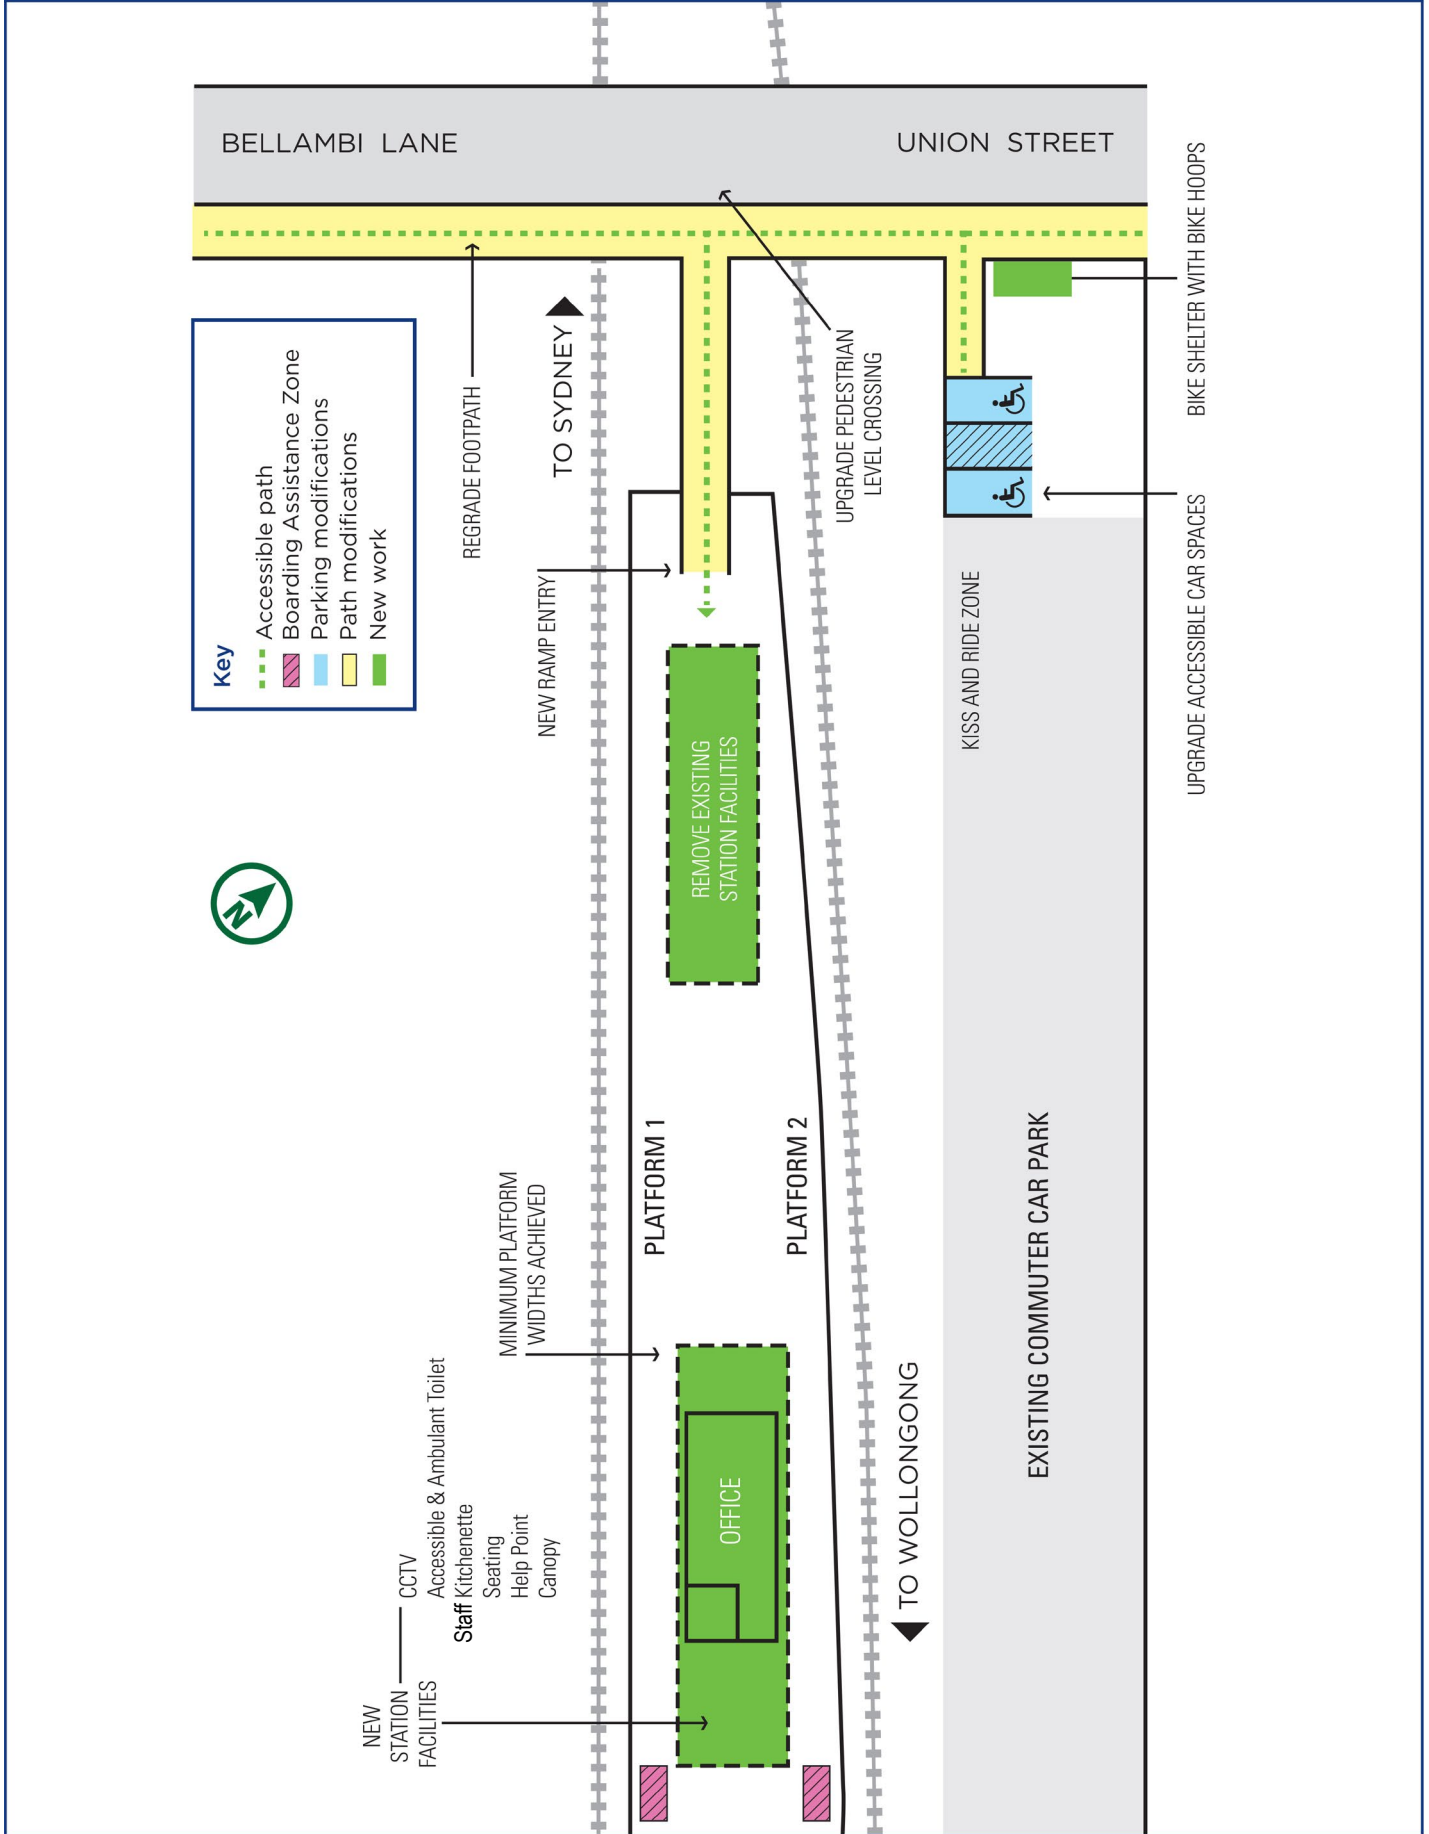 BELLAMBI LANE
UNION STREET
Key
Accessible path
Boarding Assistance Zone
Parking modifications
Path modifications
New work
N
REGRADE FOOTPATH
TO SYDNEY
NEW RAMP ENTRY
UPGRADE PEDESTRIAN
LEVEL CROSSING
BIKE SHELTER WITH BIKE HOOPS
UPGRADE ACCESSIBLE CAR SPACES
KISS AND RIDE ZONE
REMOVE EXISTING
STATION FACILITIES
PLATFORM 1
PLATFORM 2
MINIMUM PLATFORM
WIDTHS ACHIEVED
EXISTING COMMUTER CAR PARK
TO WOLLONGONG
OFFICE
NEW
STATION
FACILITIES
CCTV
Accessible & Ambulant Toilet
Staff Kitchenette
Seating
Help Point
Canopy